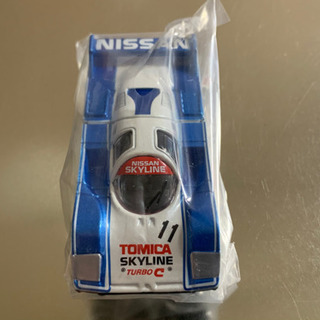 NISSAN
NISSAN
SKYLINE
11
TOMICA
SKYLINE
TURBO C